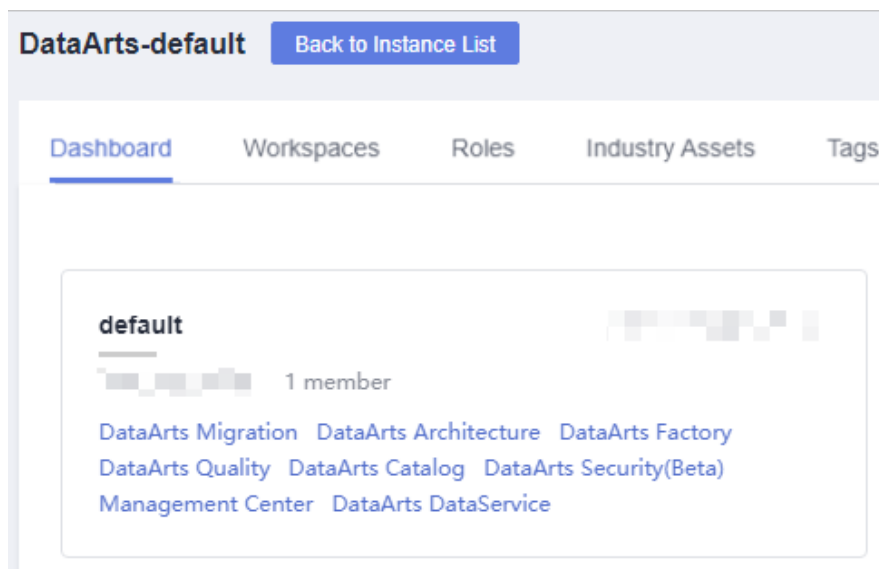 DataArts-default Back to Instance List
Dashboard Workspaces Roles Industry Assets Tags
default
1 member
DataArts Migration DataArts Architecture DataArts Factory
DataArts Quality DataArts Catalog DataArts Security(Beta)
Management Center DataArts DataService